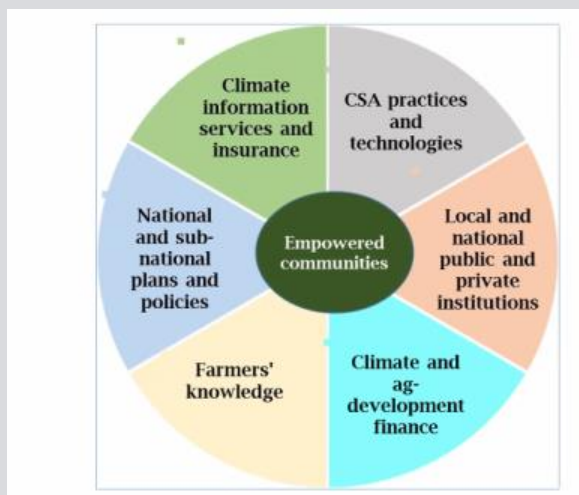 Climate
information
services and
insurance
CSA practices
and
technologies
National
and sub-
national
plans and
policies
Empowered
communities
Local and
national
public and
private
institutions
Farmers'
knowledge
Climate and
ag-
development
finance